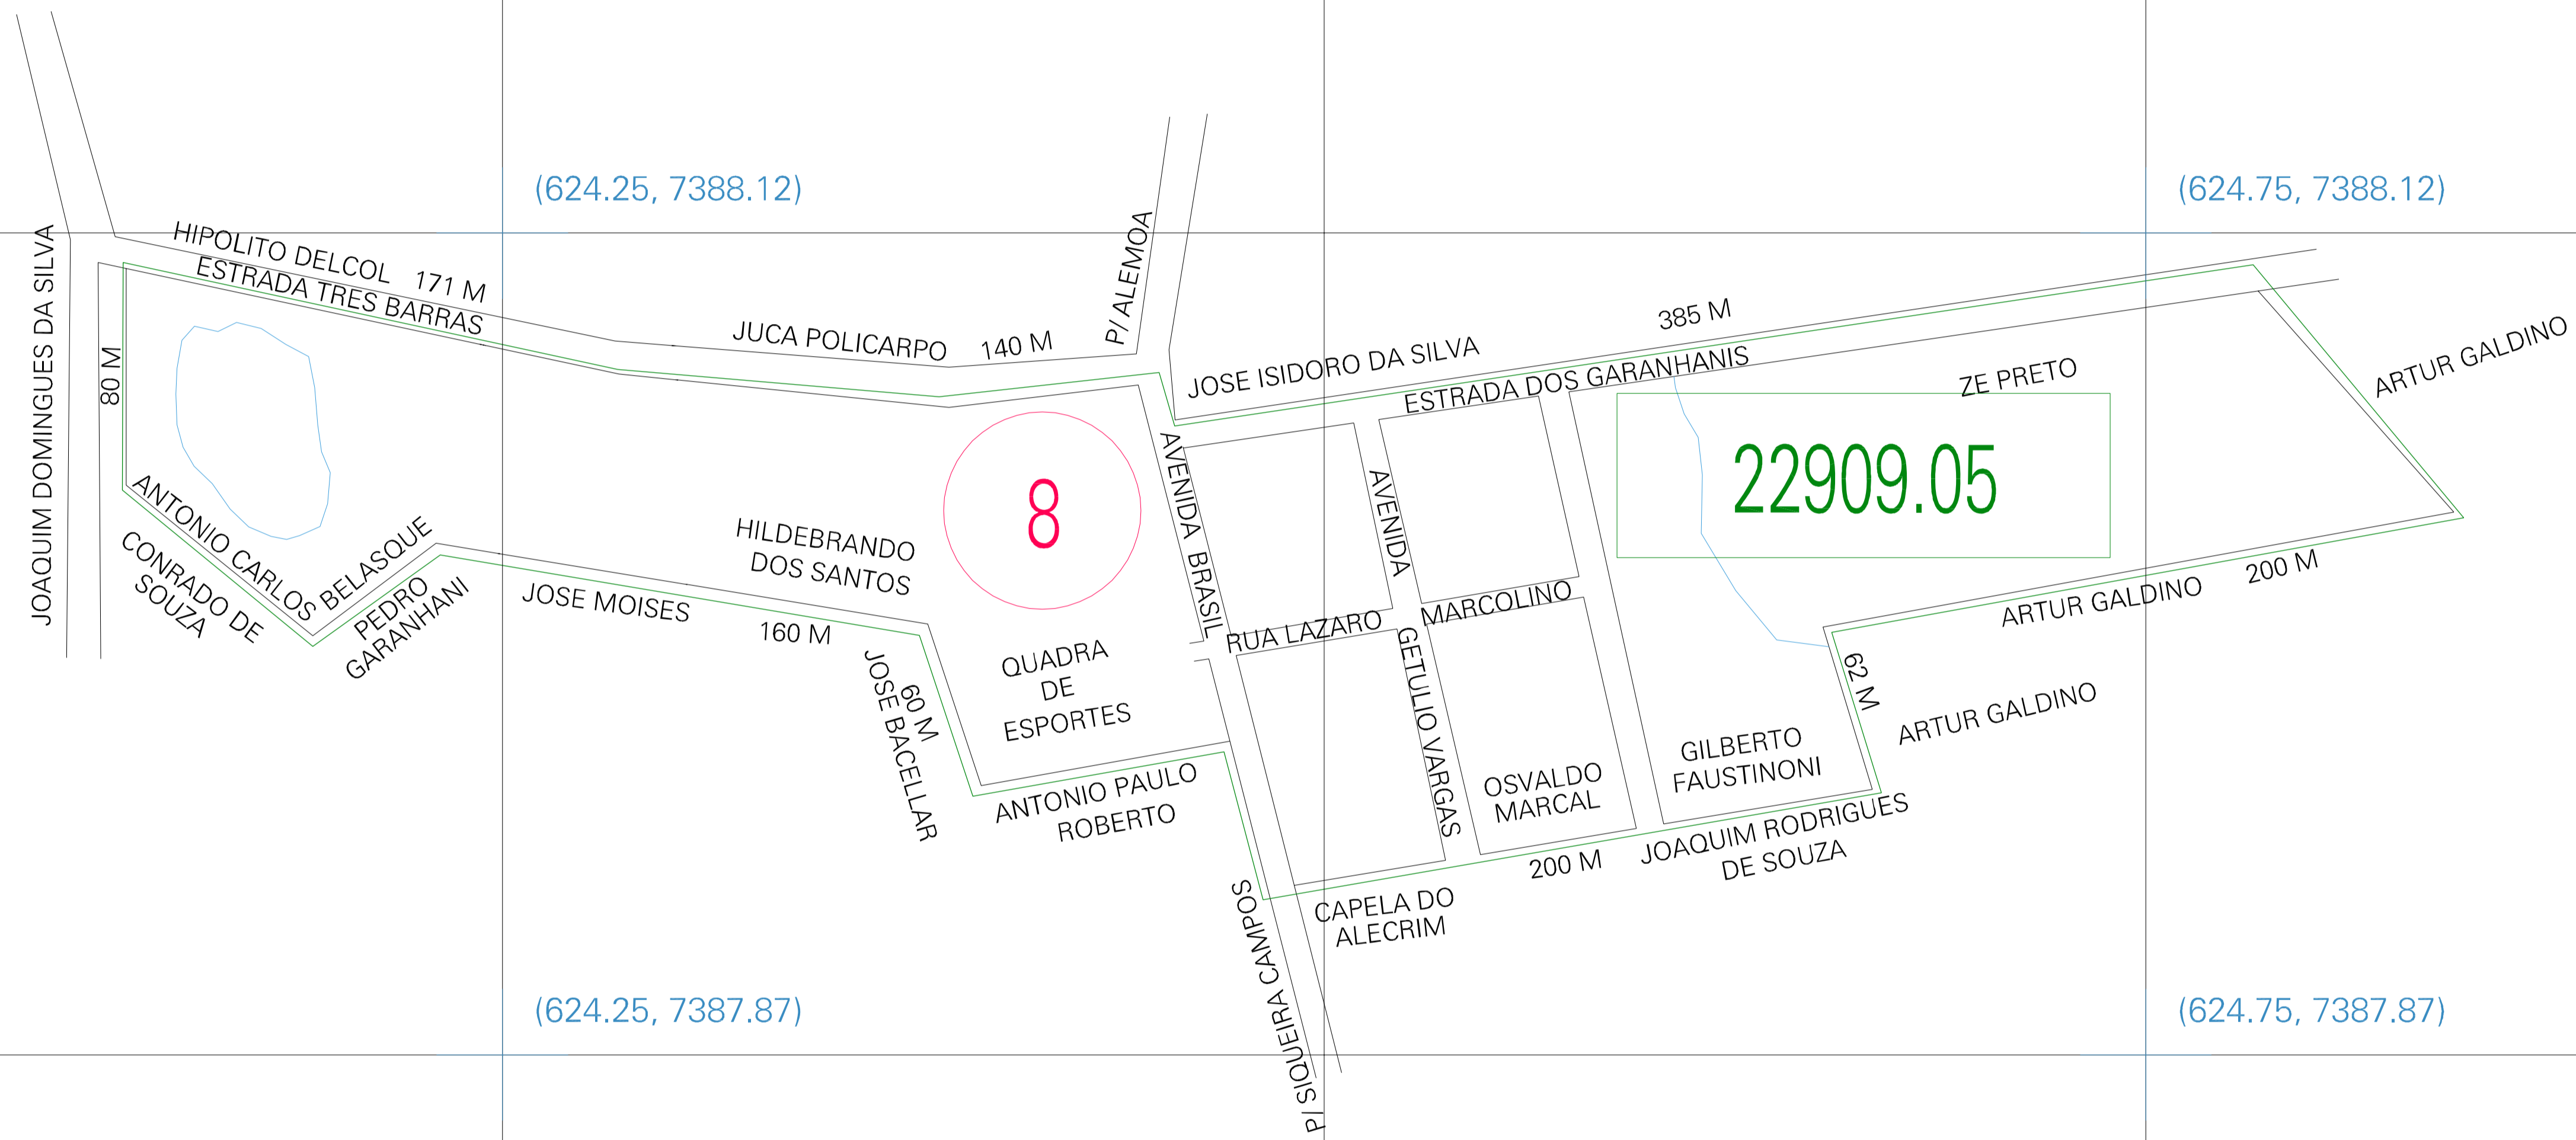 (624.25, 7388.12)
(624.75, 7388.12)
JOAQUIM DOMINGUES DA SILVA
HIPOLITO DELCOL 171 M
ESTRADA TRES BARRAS
JUCA POLICARPO 140 M
P/ ALEMOA
JOSE ISIDORO DA SILVA
385 M
ESTRADA DOS GARANHANIS
ZE PRETO
ARTUR GALDINO
80 M
22909.05
8
ANTONIO CARLOS
BELASQUE
CONRADO DE
SOUZA
PEDRO
GARANHANI
HILDEBRANDO
DOS SANTOS
JOSE MOISES
160 M
AVENIDA BRASIL
AVENIDA
GETULIO VARGAS
RUA LAZARO
MARCOLINO
ARTUR GALDINO
200 M
62 M
ARTUR GALDINO
60 M
JOSE BACELLAR
QUADRA
DE
ESPORTES
ANTONIO PAULO
ROBERTO
OSVALDO
MARCAL
GILBERTO
FAUSTINONI
200 M
JOAQUIM RODRIGUES
DE SOUZA
CAPELA DO
ALECRIM
P/ SIQUEIRA CAMPOS
(624.25, 7387.87)
(624.75, 7387.87)